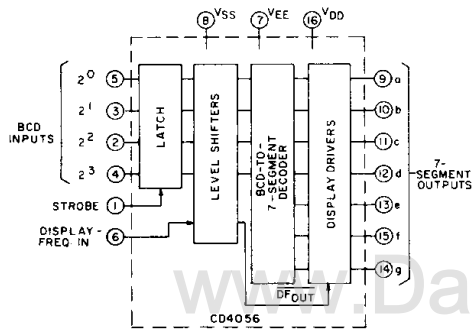 8 VSS 7 VEE 16 VDD
BCD INPUTS
2⁰ 5
2¹ 3
2² 2
2³ 4
STROBE 1
DISPLAY-FREQ. IN 6
LATCH
LEVEL SHIFTERS
BCD-TO-
7-SEGMENT
DECODER
DISPLAY DRIVERS
9 a
10 b
11 c
12 d
13 e
15 f
14 g
7-
SEGMENT
OUTPUTS
DFOUT
CD4056
www.Da